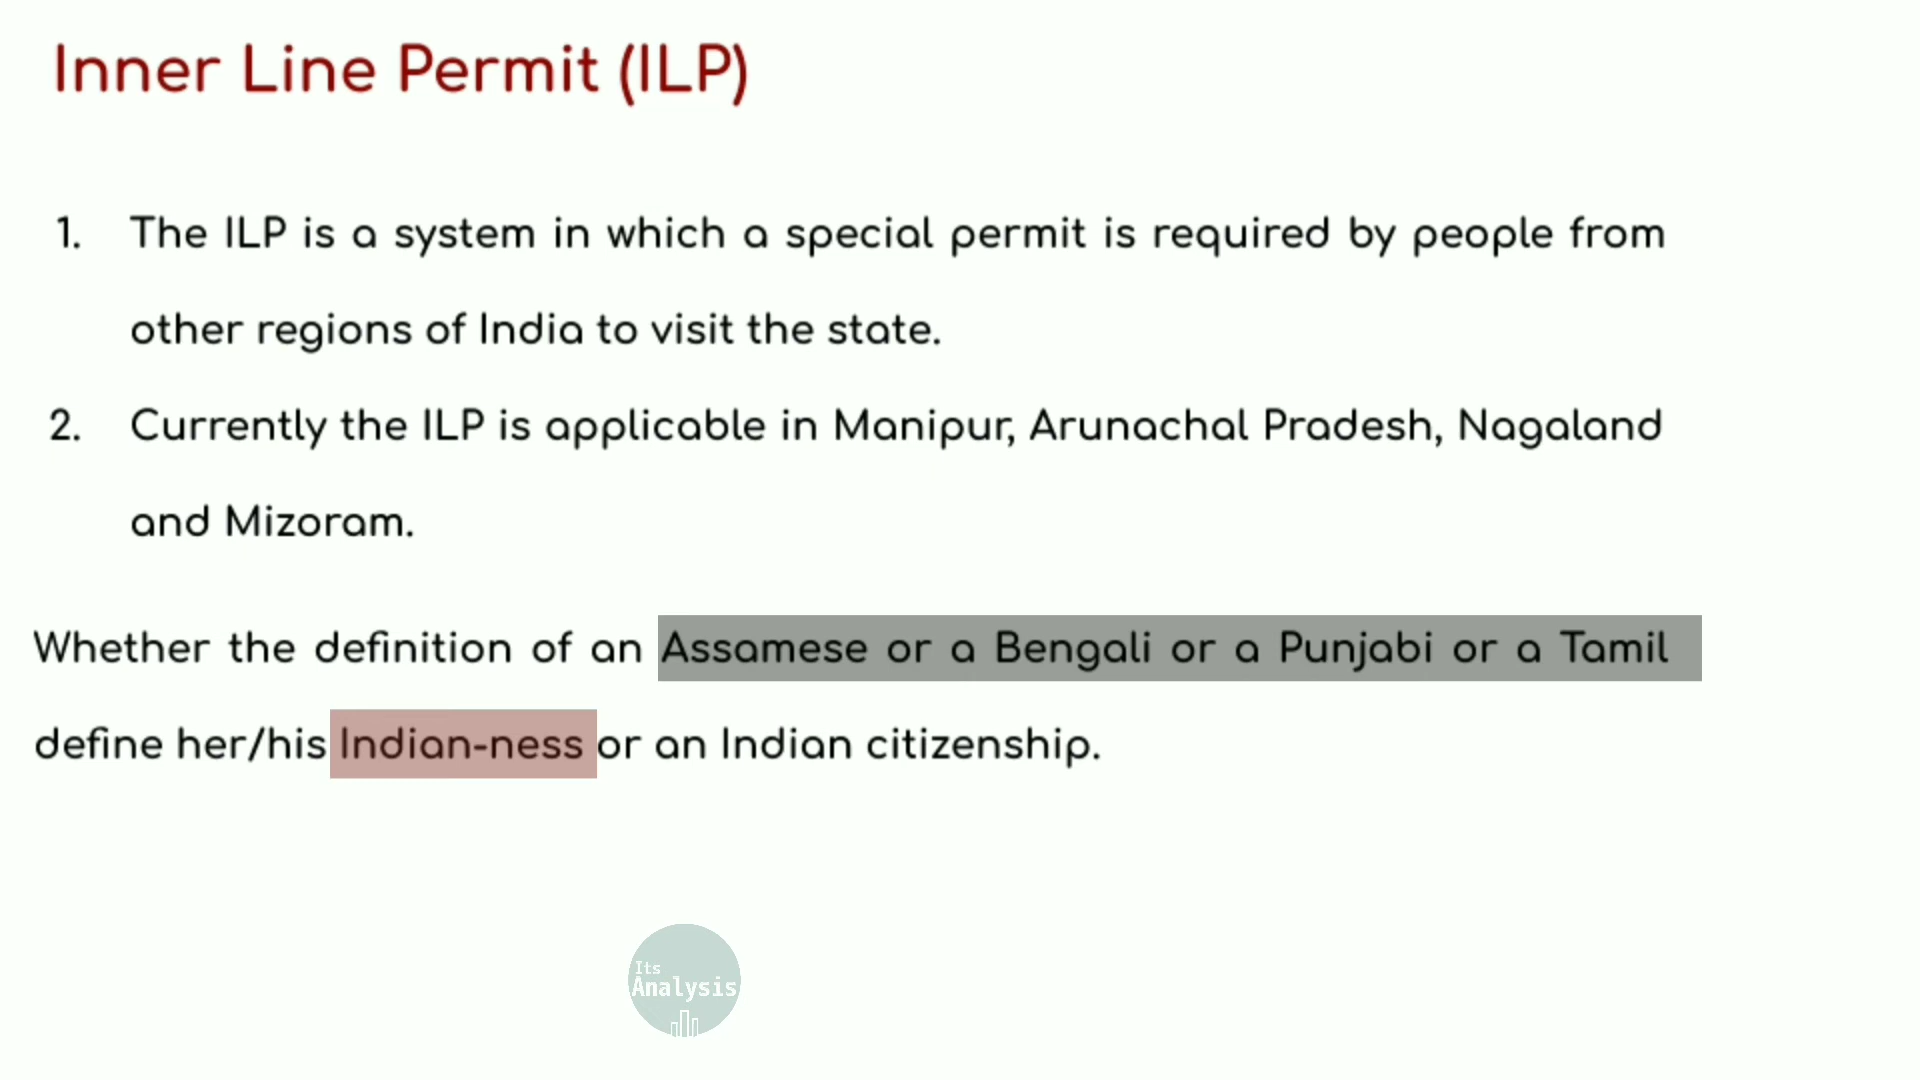 Inner Line Permit (ILP)
1. The ILP is a system in which a special permit is required by people from
other regions of India to visit the state.
2. Currently the ILP is applicable in Manipur, Arunachal Pradesh, Nagaland
and Mizoram.
Whether the definition of an Assamese or a Bengali or a Punjabi or a Tamil
define her/his Indian-ness or an Indian citizenship.
Its
Analysis